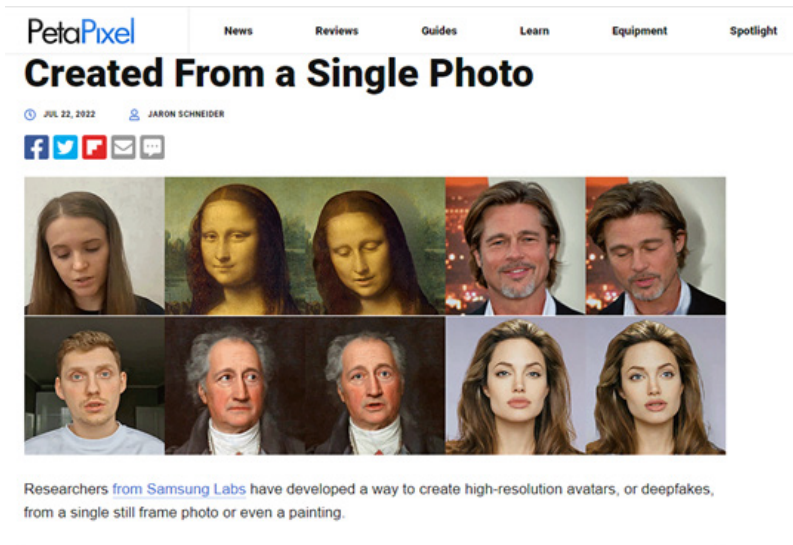 PetaPixel News Reviews Guides Learn Equipment Spotlight
Created From a Single Photo
JUL 22, 2022 JARON SCHNEIDER
Researchers from Samsung Labs have developed a way to create high-resolution avatars, or deepfakes,
from a single still frame photo or even a painting.